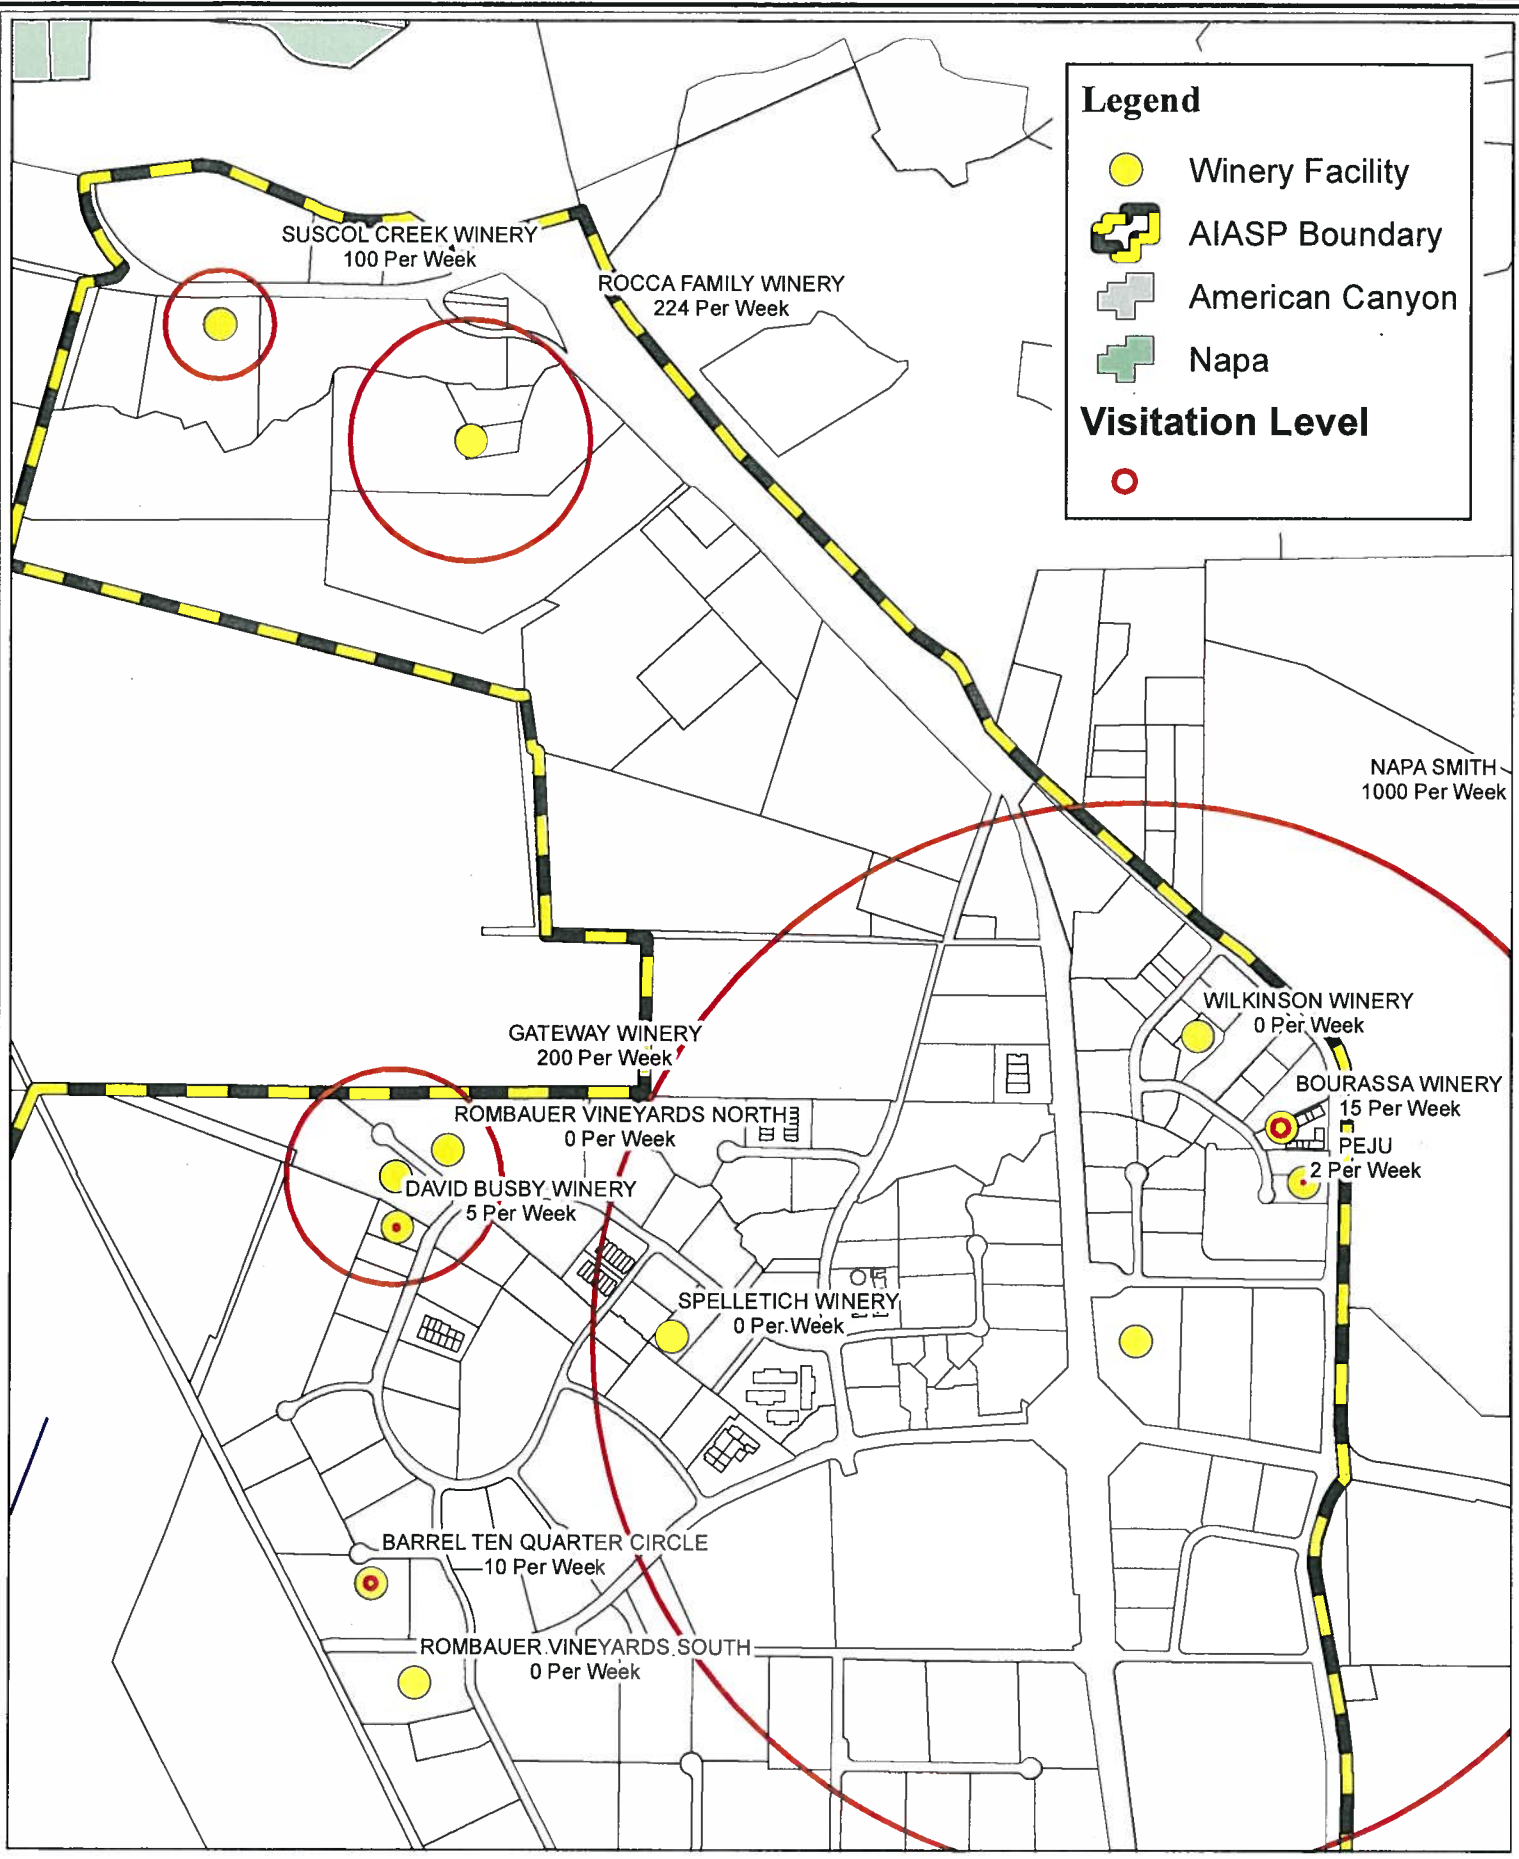 Legend
Winery Facility
AIASP Boundary
American Canyon
Napa
Visitation Level
SUSCOL CREEK WINERY
100 Per Week
ROCCA FAMILY WINERY
224 Per Week
NAPA SMITH
1000 Per Week
WILKINSON WINERY
0 Per Week
GATEWAY WINERY
200 Per Week
BOURASSA WINERY
15 Per Week
ROMBAUER VINEYARDS NORTH
0 Per Week
PEJU
2 Per Week
DAVID BUSBY WINERY
5 Per Week
SPELLETICH WINERY
0 Per Week
BARREL TEN QUARTER CIRCLE
10 Per Week
ROMBAUER VINEYARDS SOUTH
0 Per Week